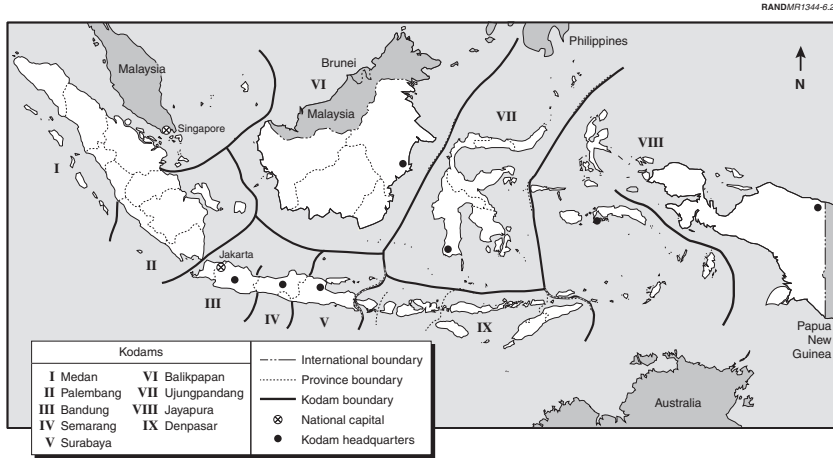 RANDMR1344-6.2
Philippines
Brunei
Malaysia
VI
N
VII
Malaysia
Singapore
VIII
I
Jakarta
II
III
IV
V
IX
Papua
New
Guinea
Australia
Kodams
I Medan
II Palembang
III Bandung
IV Semarang
V Surabaya
VI Balikpapan
VII Ujungpandang
VIII Jayapura
IX Denpasar
International boundary
Province boundary
Kodam boundary
National capital
Kodam headquarters